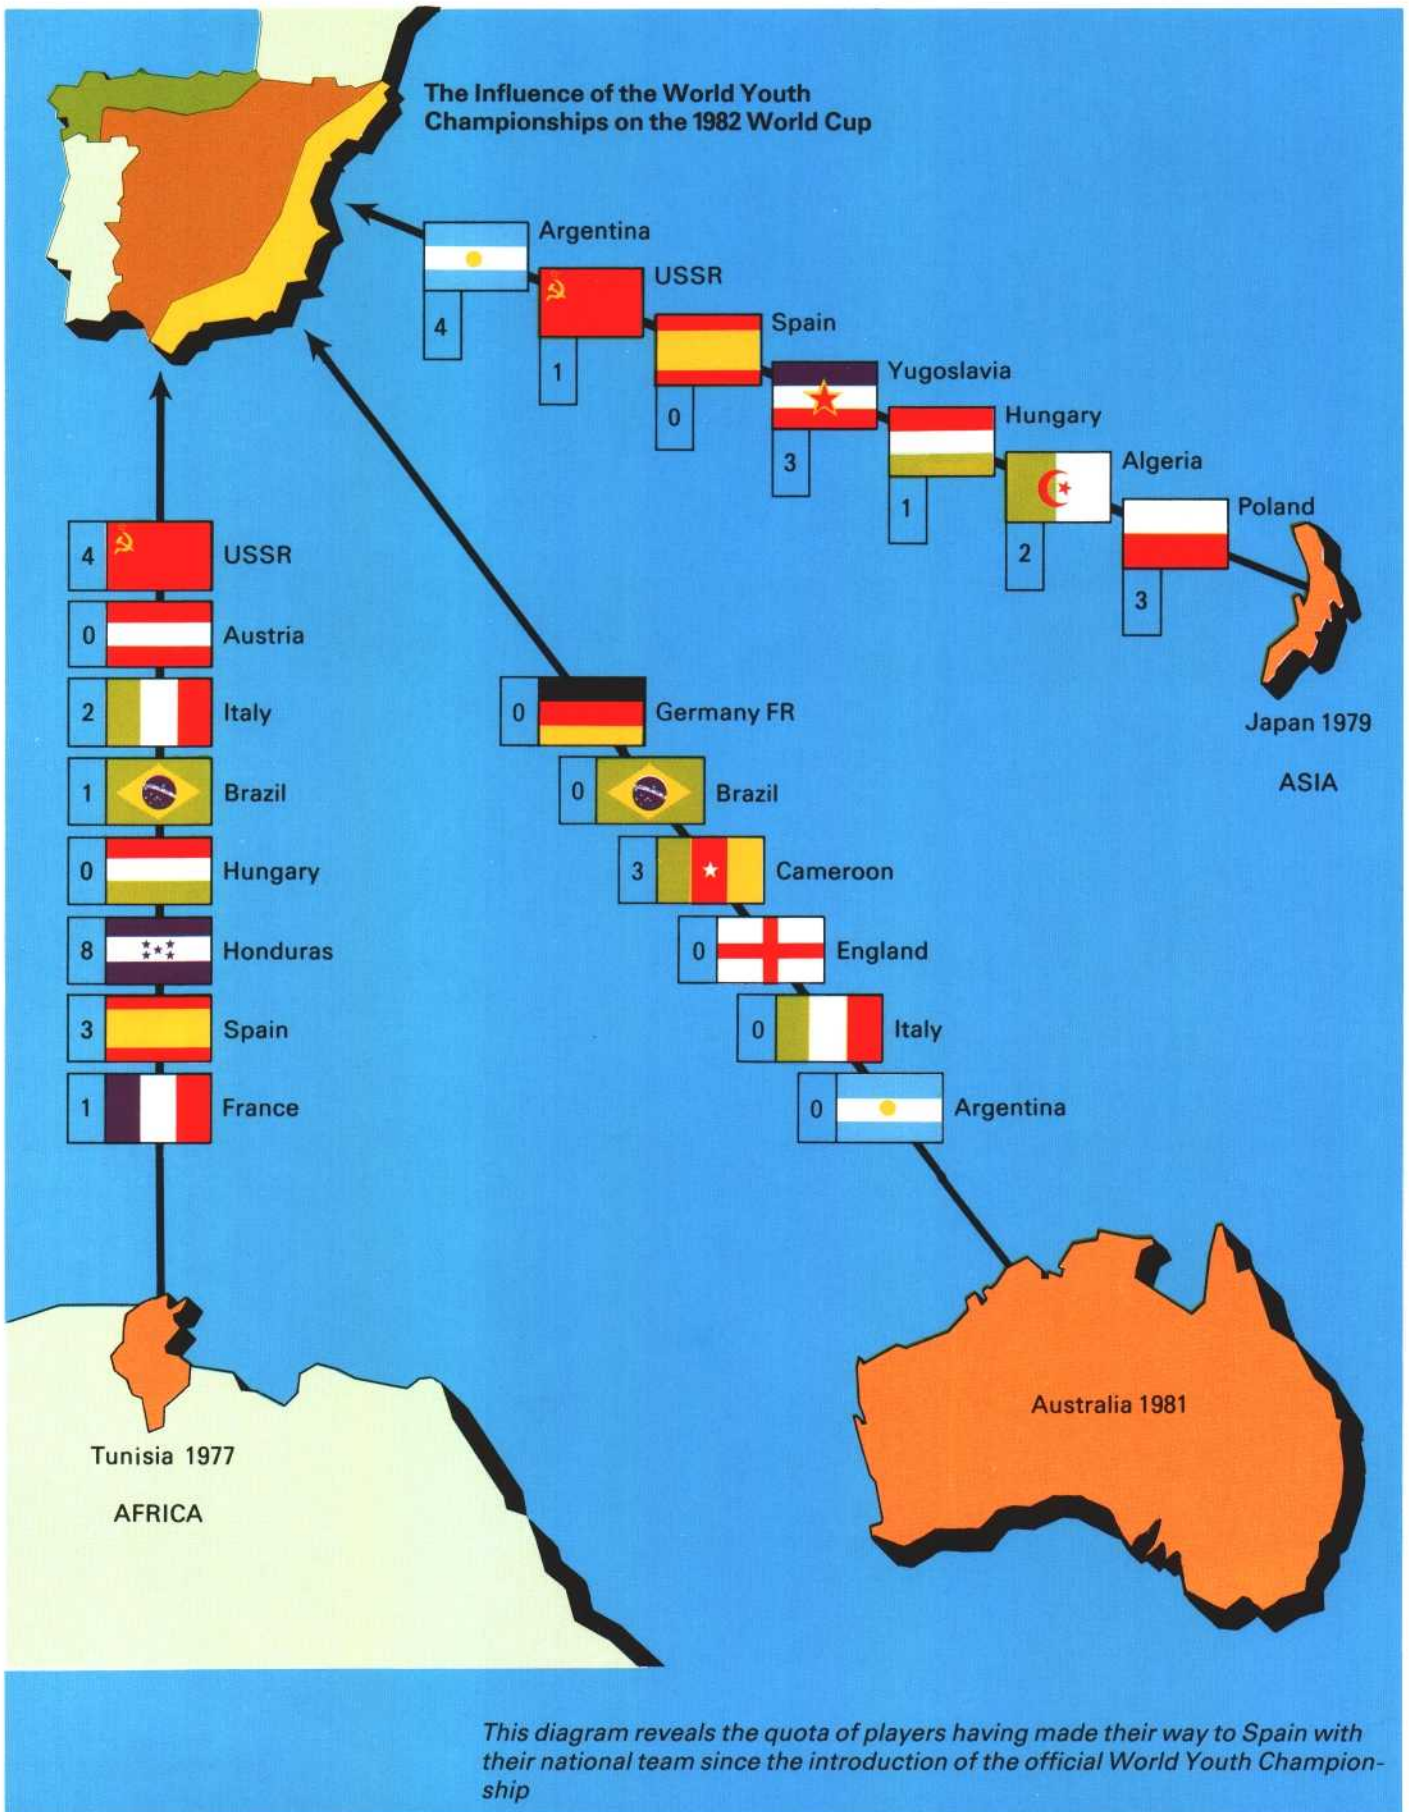 The Influence of the World Youth
Championships on the 1982 World Cup
Argentina
4
USSR
1
Spain
0
Yugoslavia
3
Hungary
1
Algeria
2
Poland
3
Japan 1979
ASIA
4 USSR
0 Austria
2 Italy
1 Brazil
0 Hungary
8 Honduras
3 Spain
1 France
0 Germany FR
0 Brazil
3 Cameroon
0 England
0 Italy
0 Argentina
Tunisia 1977
AFRICA
Australia 1981
This diagram reveals the quota of players having made their way to Spain with
their national team since the introduction of the official World Youth Champion-
ship